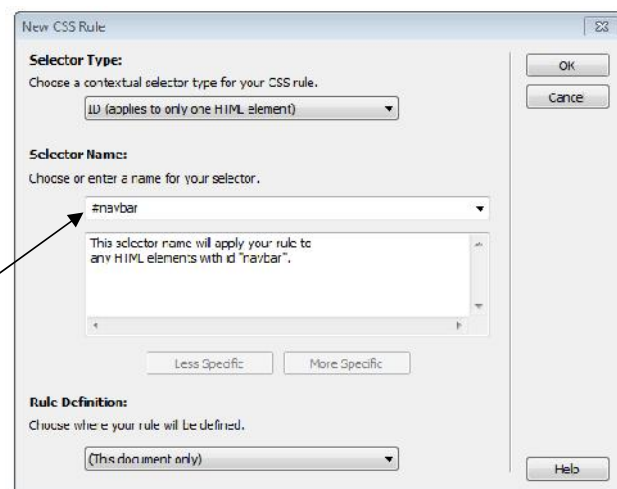 New CSS Rule
Selector Type:
Choose a contextual selector type for your CSS rule.
ID (applies to only one HTML element)
OK
Cancel
Selector Name:
Choose or enter a name for your selector.
#navbar
This selector name will apply your rule to
any HTML elements with id "navbar".
Less Specific
More Specific
Rule Definition:
Choose where your rule will be defined.
(This document only)
Help